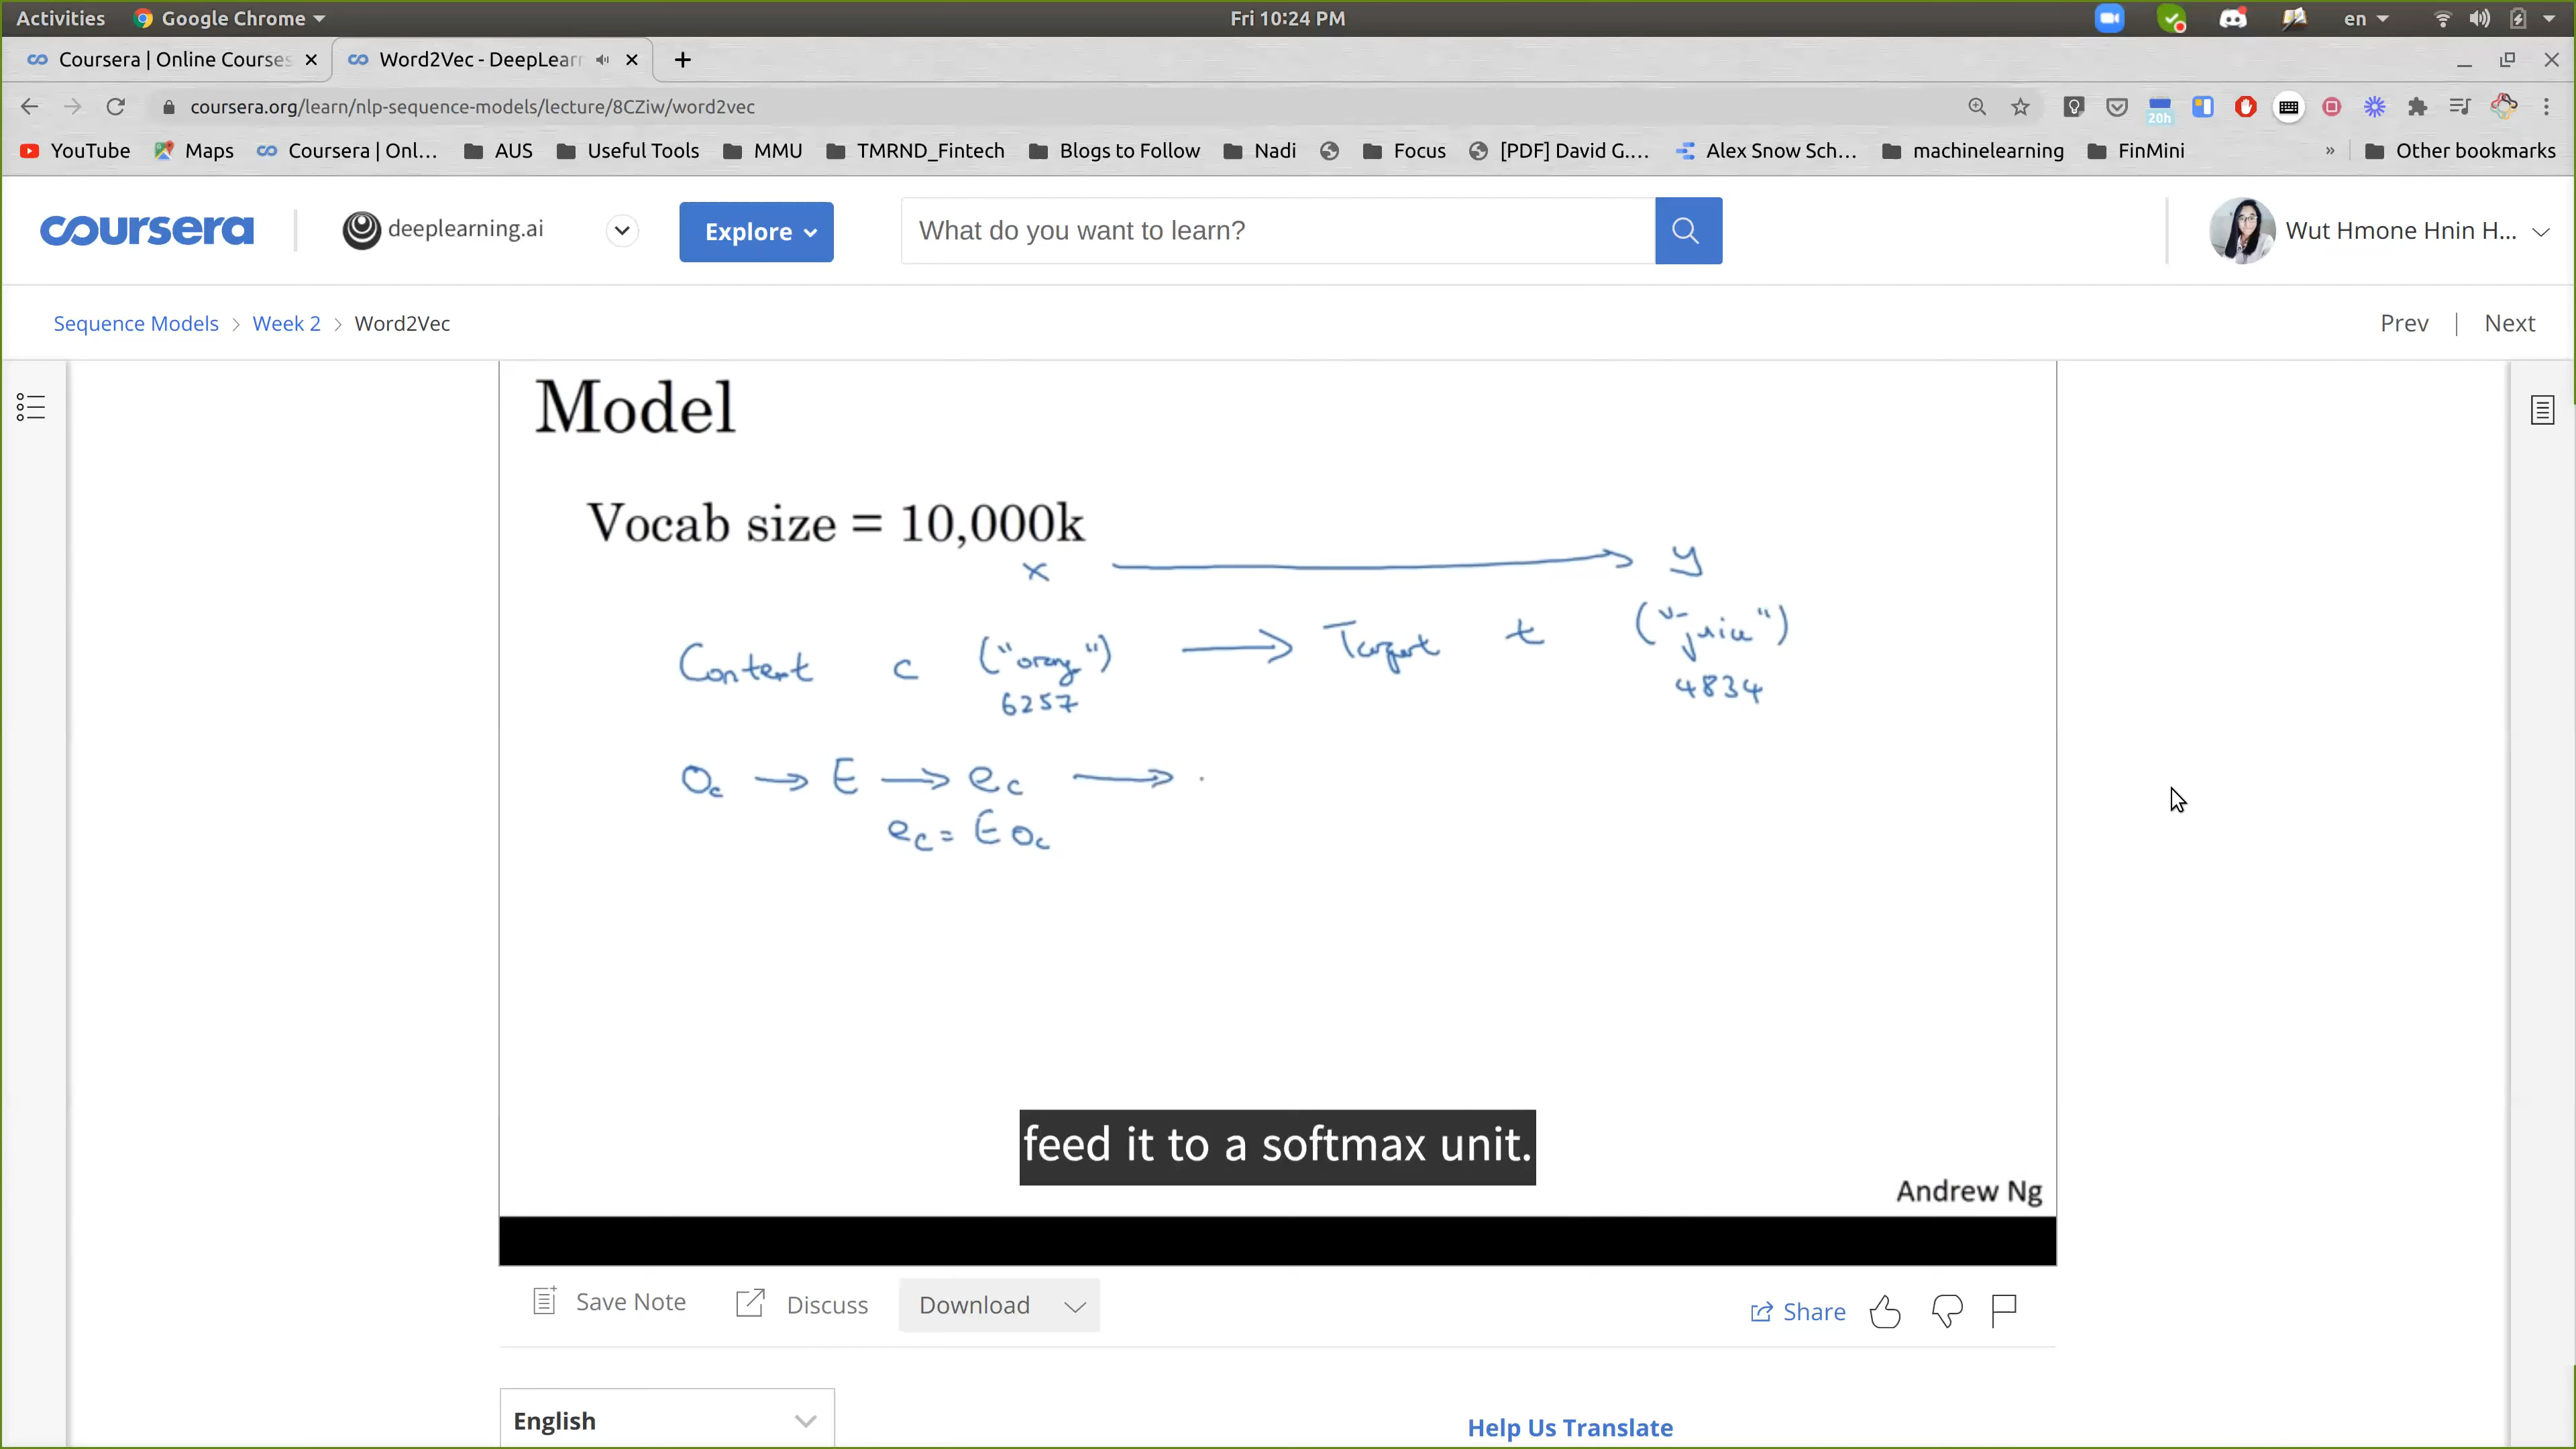 Activities Google Chrome Fri 10:24 PM en
Coursera | Online Courses Word2Vec - DeepLear
coursera.org/learn/nlp-sequence-models/lecture/8CZiw/word2vec 20h
YouTube Maps Coursera | Onl... AUS Useful Tools MMU TMRND_Fintech Blogs to Follow Nadi Focus [PDF] David G.... Alex Snow Sch... machinelearning FinMini » Other bookmarks
coursera deeplearning.ai Explore What do you want to learn? Wut Hmone Hnin H...
Sequence Models > Week 2 > Word2Vec Prev | Next
Model
Vocab size = 10,000k
x → y
Content c ("orange") → Target t ("juice")
6257 4834
Oc → E → ec →
ec = E Oc
feed it to a softmax unit.
Andrew Ng
Save Note Discuss Download Share
English Help Us Translate